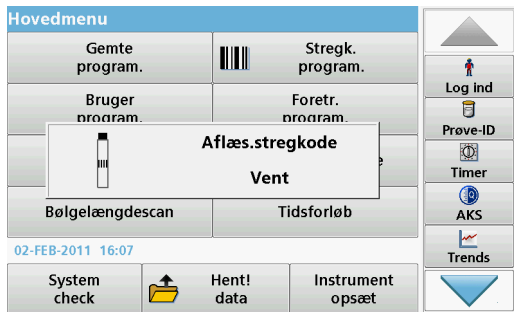 Hovedmenu
Gemte
program.
Stregk.
program.
Bruger
program.
Foretr.
program.
Aflæs.stregkode
Vent
Bølgelængdescan
Tidsforløb
02-FEB-2011 16:07
System
check
Hent!
data
Instrument
opsæt
Log ind
Prøve-ID
Timer
AKS
Trends